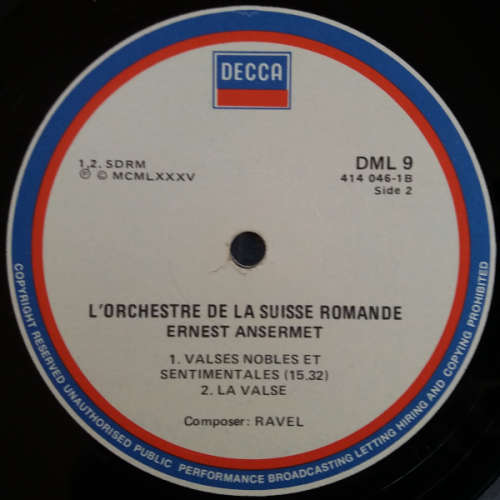 DECCA
1,2. SDRM
Ⓟ © MCMLXXXV
DML 9
414 046-1B
Side 2
L'ORCHESTRE DE LA SUISSE ROMANDE
ERNEST ANSERMET
1. VALSES NOBLES ET
SENTIMENTALES (15.32)
2. LA VALSE
Composer: RAVEL
COPYRIGHT RESERVED UNAUTHORISED PUBLIC PERFORMANCE BROADCASTING LETTING HIRING AND COPYING PROHIBITED